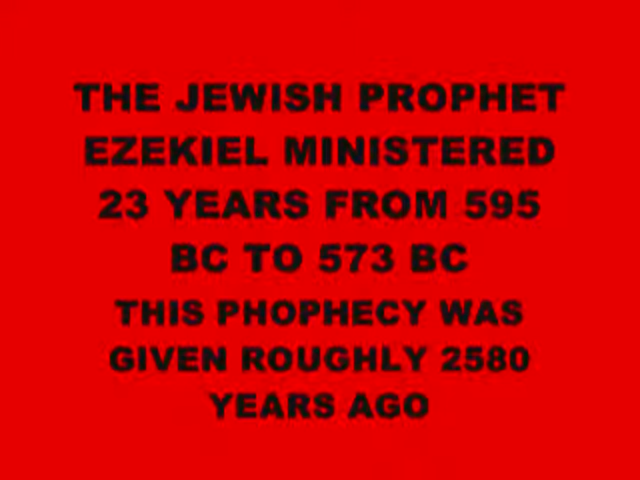 THE JEWISH PROPHET
EZEKIEL MINISTERED
23 YEARS FROM 595
BC TO 573 BC
THIS PHOPHECY WAS
GIVEN ROUGHLY 2580
YEARS AGO